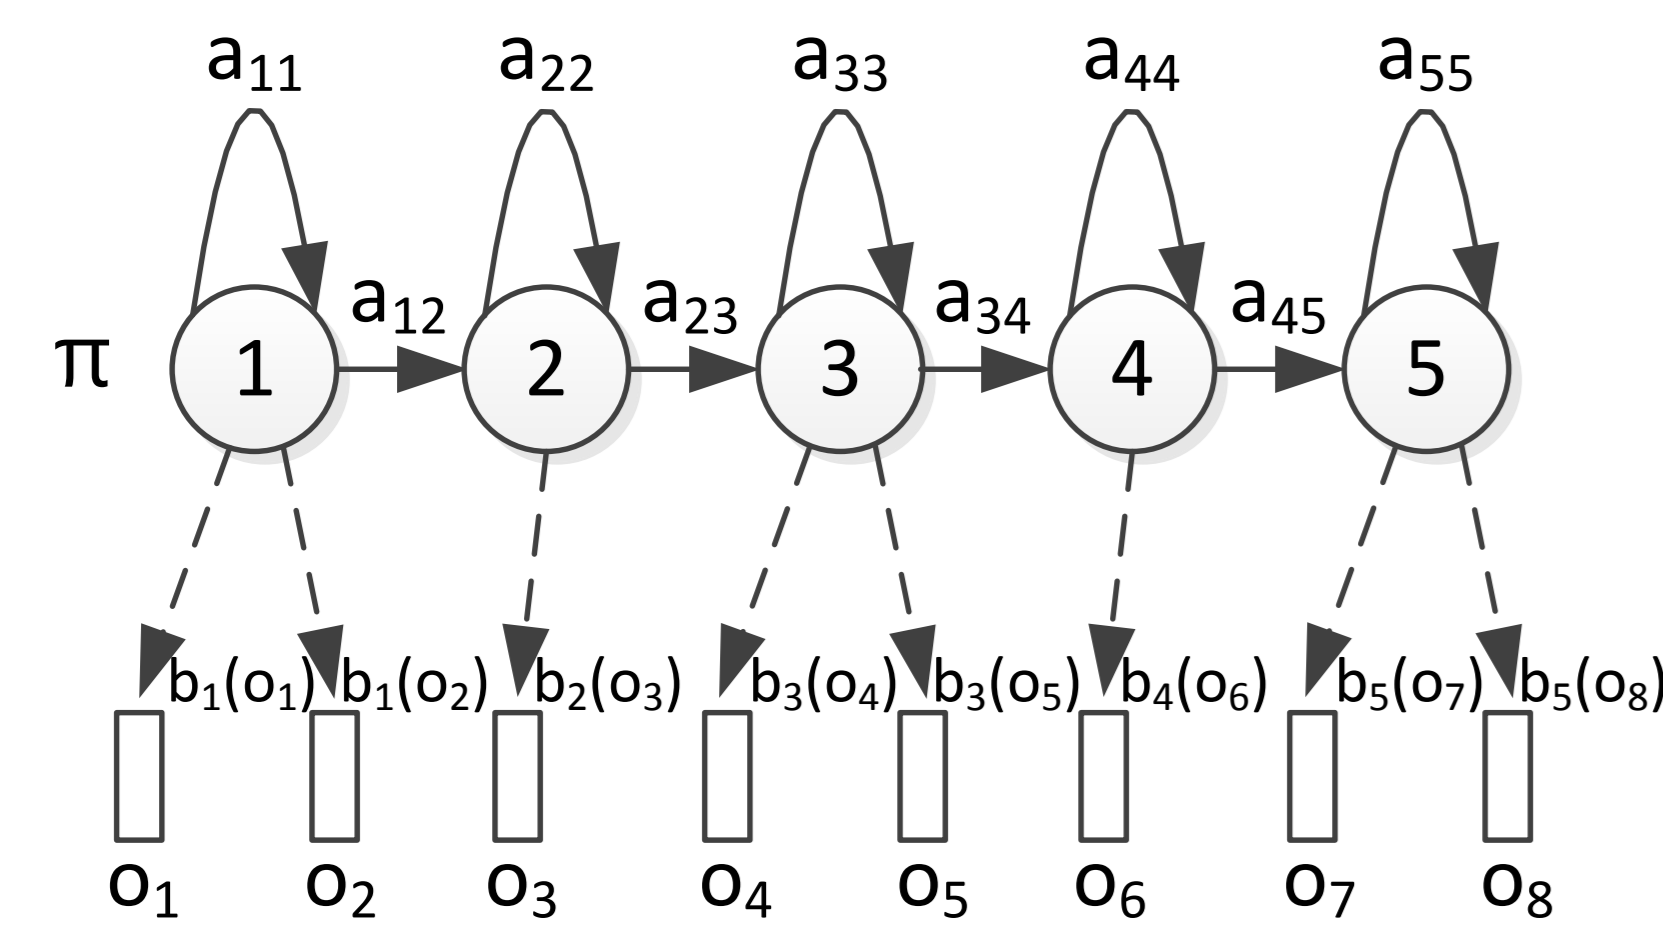 a₁₁ a₂₂ a₃₃ a₄₄ a₅₅
a₁₂ a₂₃ a₃₄ a₄₅
π 1 2 3 4 5
b₁(o₁) b₁(o₂) b₂(o₃) b₃(o₄) b₃(o₅) b₄(o₆) b₅(o₇) b₅(o₈)
o₁ o₂ o₃ o₄ o₅ o₆ o₇ o₈